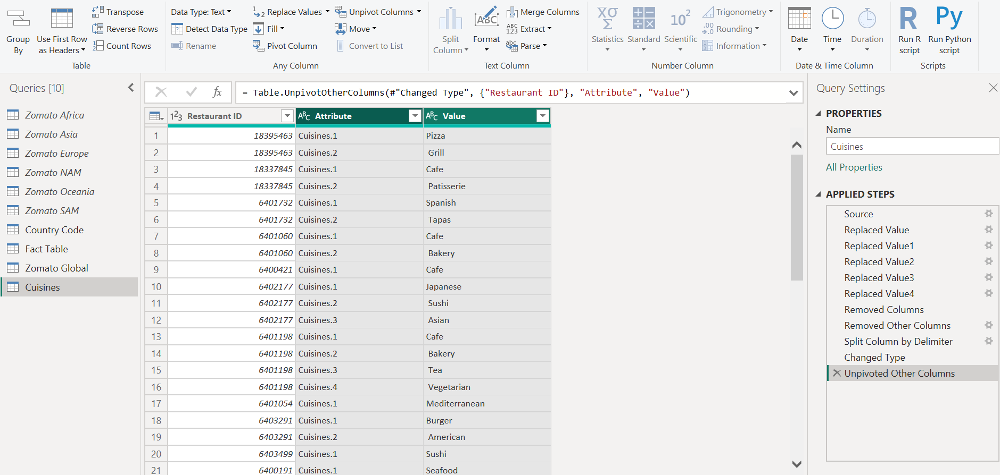 Group By
Use First Row as Headers
Transpose
Reverse Rows
Count Rows
Table
Data Type: Text
Detect Data Type
Rename
Replace Values
Fill
Pivot Column
Unpivot Columns
Move
Convert to List
Any Column
Split Column
Format
Merge Columns
Extract
Parse
Text Column
Statistics
Standard
Scientific
Trigonometry
Rounding
Information
Number Column
Date
Time
Duration
Date & Time Column
Run R script
Run Python script
Scripts
Queries [10]
Zomato Africa
Zomato Asia
Zomato Europe
Zomato NAM
Zomato Oceania
Zomato SAM
Country Code
Fact Table
Zomato Global
Cuisines
fx = Table.UnpivotOtherColumns(#"Changed Type", {"Restaurant ID"}, "Attribute", "Value")
Restaurant ID Attribute Value
1 18395463 Cuisines.1 Pizza
2 18395463 Cuisines.2 Grill
3 18337845 Cuisines.1 Cafe
4 18337845 Cuisines.2 Patisserie
5 6401732 Cuisines.1 Spanish
6 6401732 Cuisines.2 Tapas
7 6401060 Cuisines.1 Cafe
8 6401060 Cuisines.2 Bakery
9 6400421 Cuisines.1 Cafe
10 6402177 Cuisines.1 Japanese
11 6402177 Cuisines.2 Sushi
12 6402177 Cuisines.3 Asian
13 6401198 Cuisines.1 Cafe
14 6401198 Cuisines.2 Bakery
15 6401198 Cuisines.3 Tea
16 6401198 Cuisines.4 Vegetarian
17 6401054 Cuisines.1 Mediterranean
18 6403291 Cuisines.1 Burger
19 6403291 Cuisines.2 American
20 6403499 Cuisines.1 Sushi
21 6400191 Cuisines.1 Seafood
Query Settings
PROPERTIES
Name
Cuisines
All Properties
APPLIED STEPS
Source
Replaced Value
Replaced Value1
Replaced Value2
Replaced Value3
Replaced Value4
Removed Columns
Removed Other Columns
Split Column by Delimiter
Changed Type
Unpivoted Other Columns